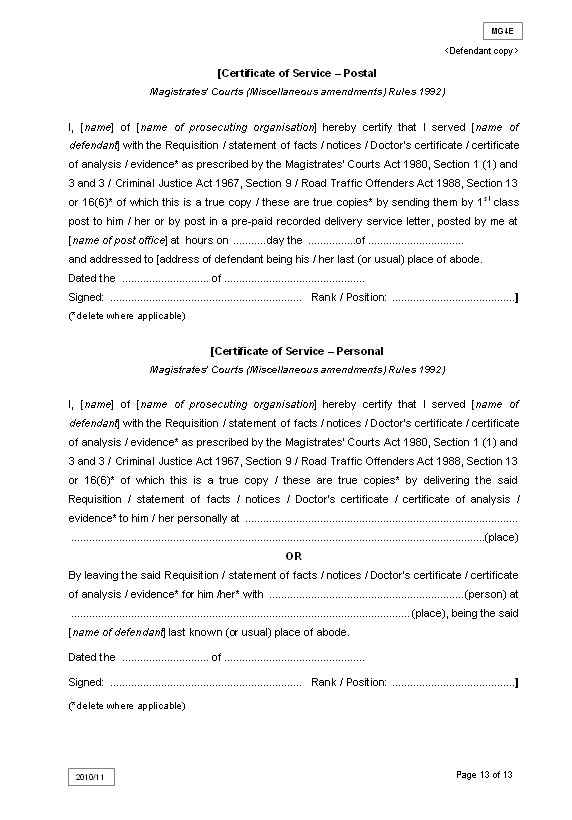 MG4E
<Defendant copy>
[Certificate of Service – Postal
Magistrates' Courts (Miscellaneous amendments) Rules 1992)
I, [name] of [name of prosecuting organisation] hereby certify that I served [name of
defendant] with the Requisition / statement of facts / notices / Doctor's certificate / certificate
of analysis / evidence* as prescribed by the Magistrates' Courts Act 1980, Section 1 (1) and
3 and 3 / Criminal Justice Act 1967, Section 9 / Road Traffic Offenders Act 1988, Section 13
or 16(6)* of which this is a true copy / these are true copies* by sending them by 1st class
post to him / her or by post in a pre-paid recorded delivery service letter, posted by me at
[name of post office] at hours on ...........day the ................of ................................
and addressed to [address of defendant being his / her last (or usual) place of abode.
Dated the ............................. of ...............................................
Signed: ................................................................ Rank / Position: .........................................]
(*delete where applicable)
[Certificate of Service – Personal
Magistrates' Courts (Miscellaneous amendments) Rules 1992)
I, [name] of [name of prosecuting organisation] hereby certify that I served [name of
defendant] with the Requisition / statement of facts / notices / Doctor's certificate / certificate
of analysis / evidence* as prescribed by the Magistrates' Courts Act 1980, Section 1 (1) and
3 and 3 / Criminal Justice Act 1967, Section 9 / Road Traffic Offenders Act 1988, Section 13
or 16(6)* of which this is a true copy / these are true copies* by delivering the said
Requisition / statement of facts / notices / Doctor's certificate / certificate of analysis /
evidence* to him / her personally at ...........................................................................................
..........................................................................................................................................(place)
OR
By leaving the said Requisition / statement of facts / notices / Doctor's certificate / certificate
of analysis / evidence* for him /her* with .................................................................(person) at
.................................................................................................................(place), being the said
[name of defendant] last known (or usual) place of abode.
Dated the ............................. of ...............................................
Signed: ................................................................ Rank / Position: .........................................]
(*delete where applicable)
2010/11
Page 13 of 13